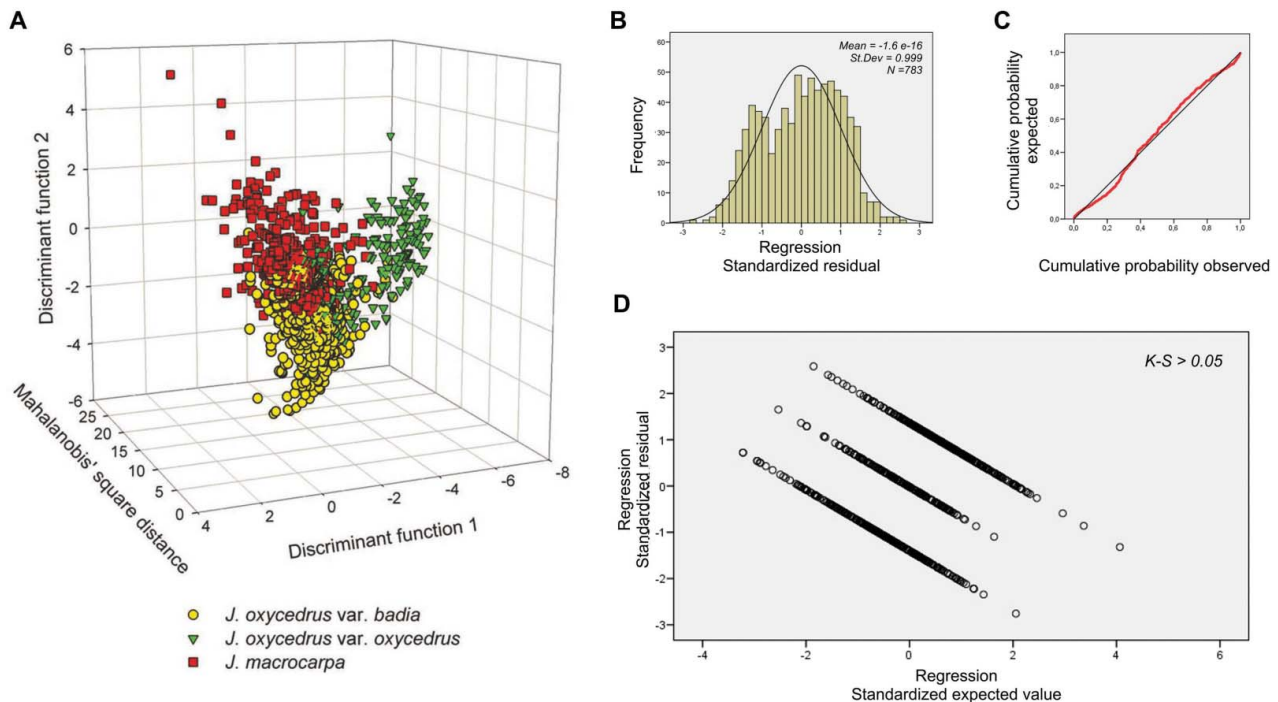 A
6
4
2
0
-2
-4
-6
Discriminant function 2
25
20
15
10
5
0
Mahalanobis' square distance
4
2
0
-2
-4
-6
-8
Discriminant function 1
J. oxycedrus var. badia
J. oxycedrus var. oxycedrus
J. macrocarpa
B
Mean = -1.6 e-16
St.Dev = 0.999
N =783
60
50
40
30
20
10
0
Frequency
-3 -2 -1 0 1 2 3
Regression
Standardized residual
C
1,0
0,8
0,6
0,4
0,2
0,0
Cumulative probability
expected
0,0 0,2 0,4 0,6 0,8 1,0
Cumulative probability observed
D
K-S > 0.05
3
2
1
0
-1
-2
-3
Regression
Standardized residual
-4 -2 0 2 4 6
Regression
Standardized expected value